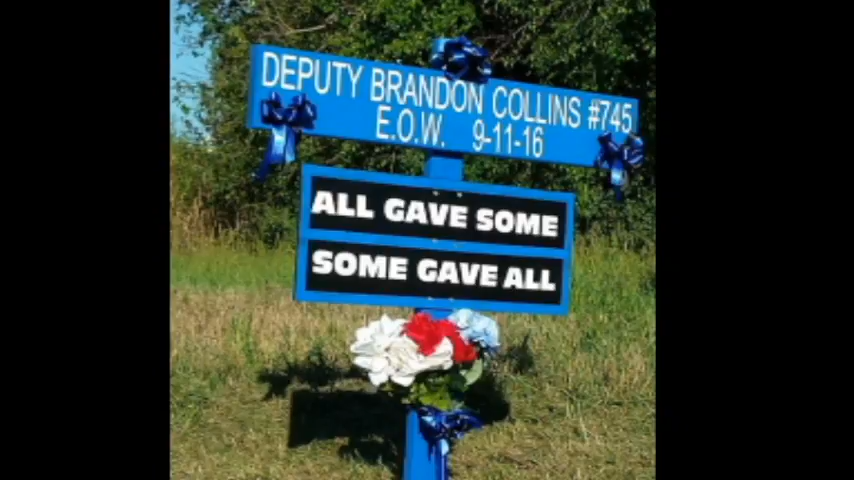 DEPUTY BRANDON COLLINS #745
E.O.W. 9-11-16
ALL GAVE SOME
SOME GAVE ALL